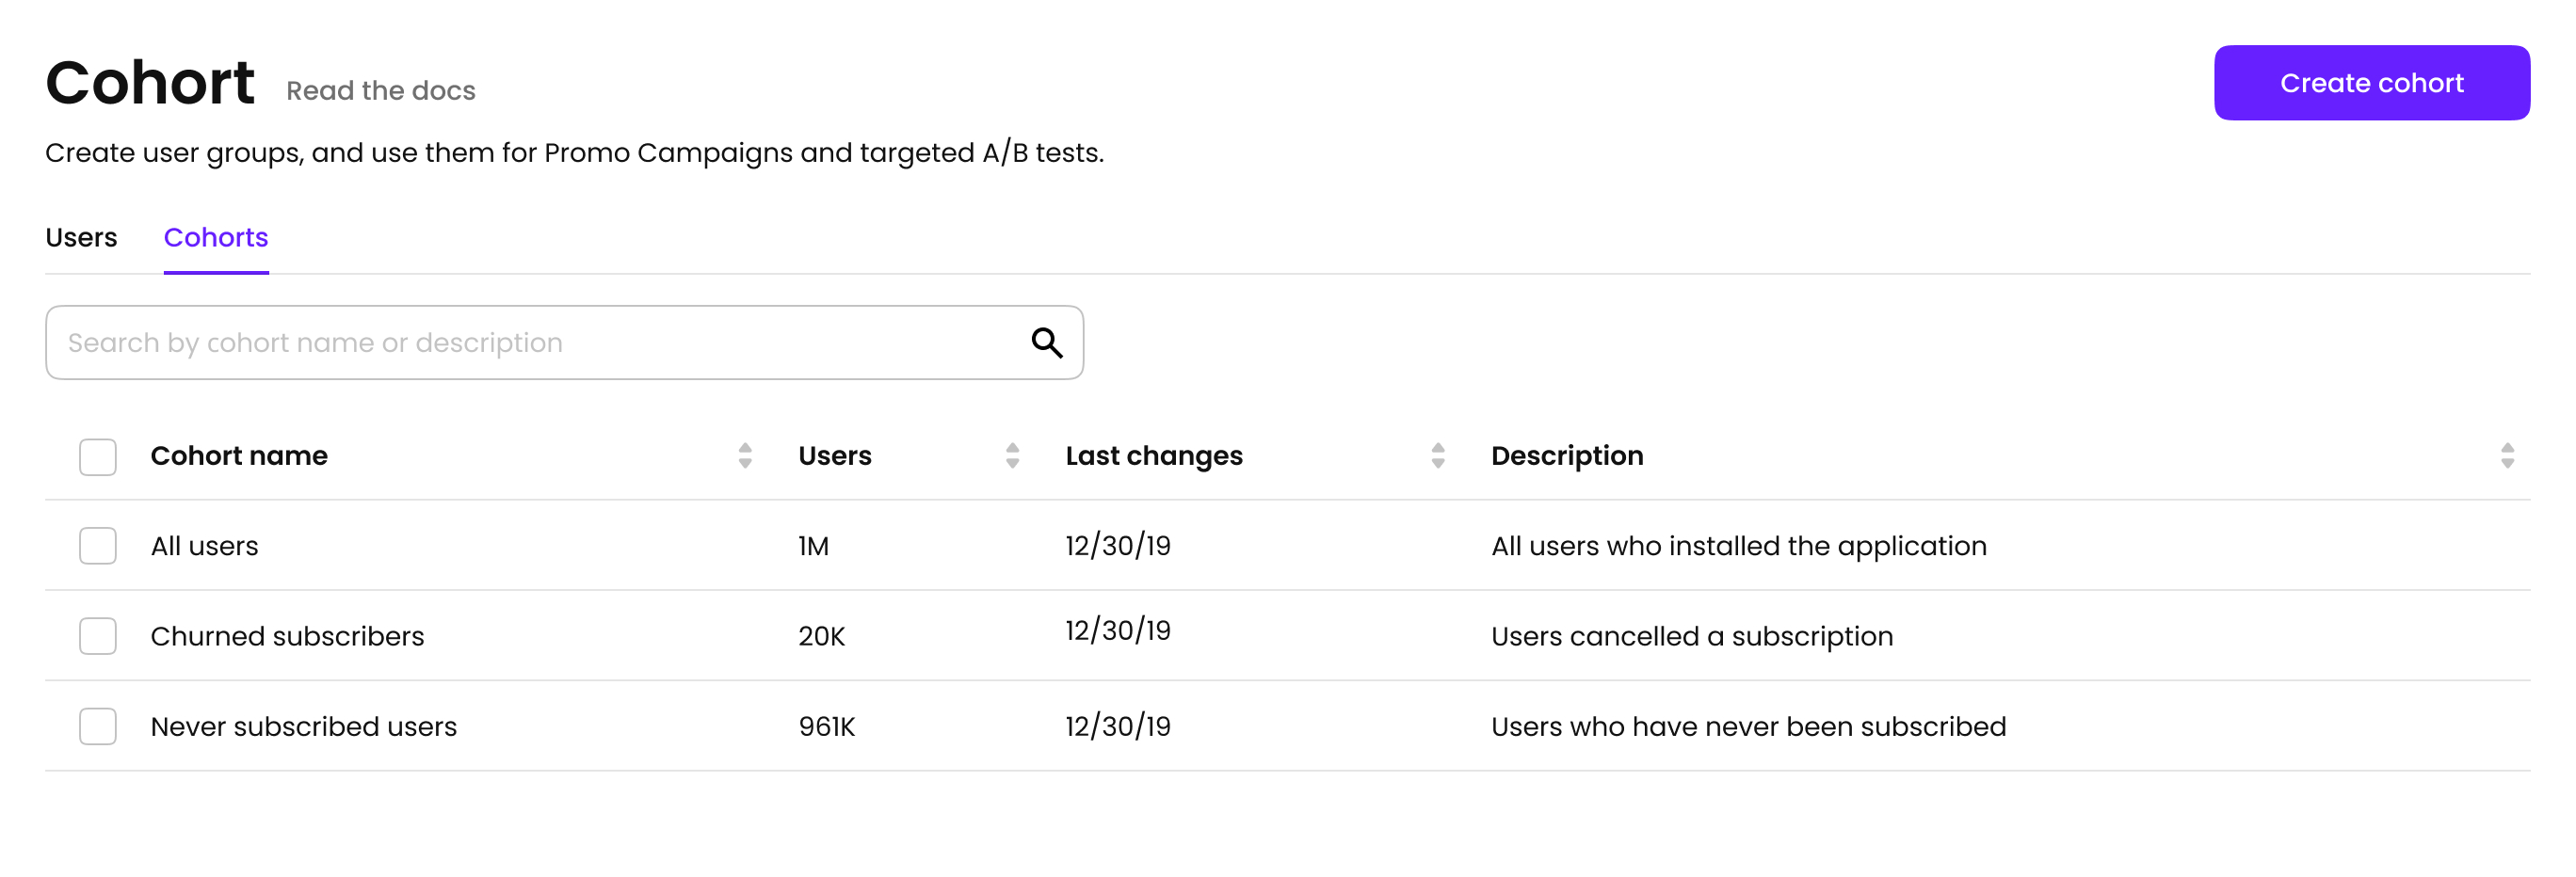 Cohort Read the docs
Create cohort
Create user groups, and use them for Promo Campaigns and targeted A/B tests.
Users Cohorts
Search by cohort name or description
Cohort name Users Last changes Description
All users 1M 12/30/19 All users who installed the application
Churned subscribers 20K 12/30/19 Users cancelled a subscription
Never subscribed users 961K 12/30/19 Users who have never been subscribed